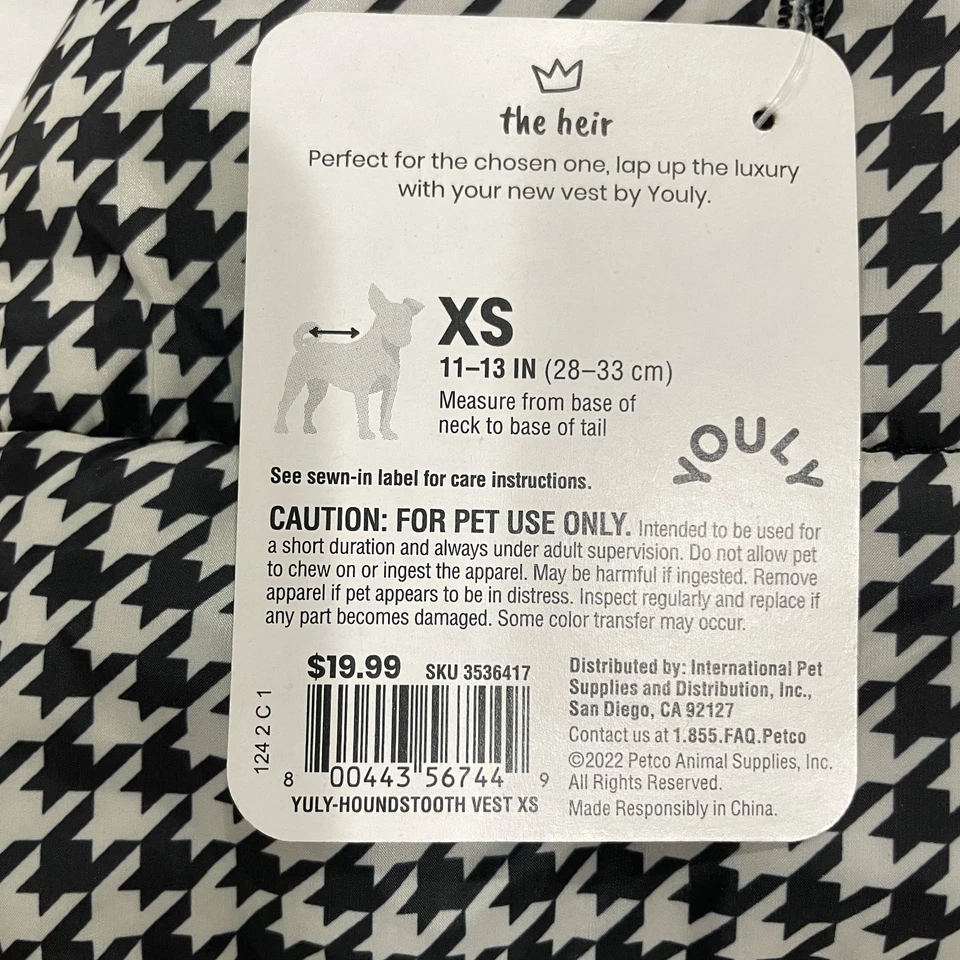 the heir
Perfect for the chosen one, lap up the luxury
with your new vest by Youly.
XS
11–13 IN (28–33 cm)
Measure from base of
neck to base of tail
YOULY
See sewn-in label for care instructions.
CAUTION: FOR PET USE ONLY. Intended to be used for
a short duration and always under adult supervision. Do not allow pet
to chew on or ingest the apparel. May be harmful if ingested. Remove
apparel if pet appears to be in distress. Inspect regularly and replace if
any part becomes damaged. Some color transfer may occur.
$19.99 SKU 3536417
124 2 C 1
8 00443 56744 9
YULY-HOUNDSTOOTH VEST XS
Distributed by: International Pet
Supplies and Distribution, Inc.,
San Diego, CA 92127
Contact us at 1.855.FAQ.Petco
©2022 Petco Animal Supplies, Inc.
All Rights Reserved.
Made Responsibly in China.